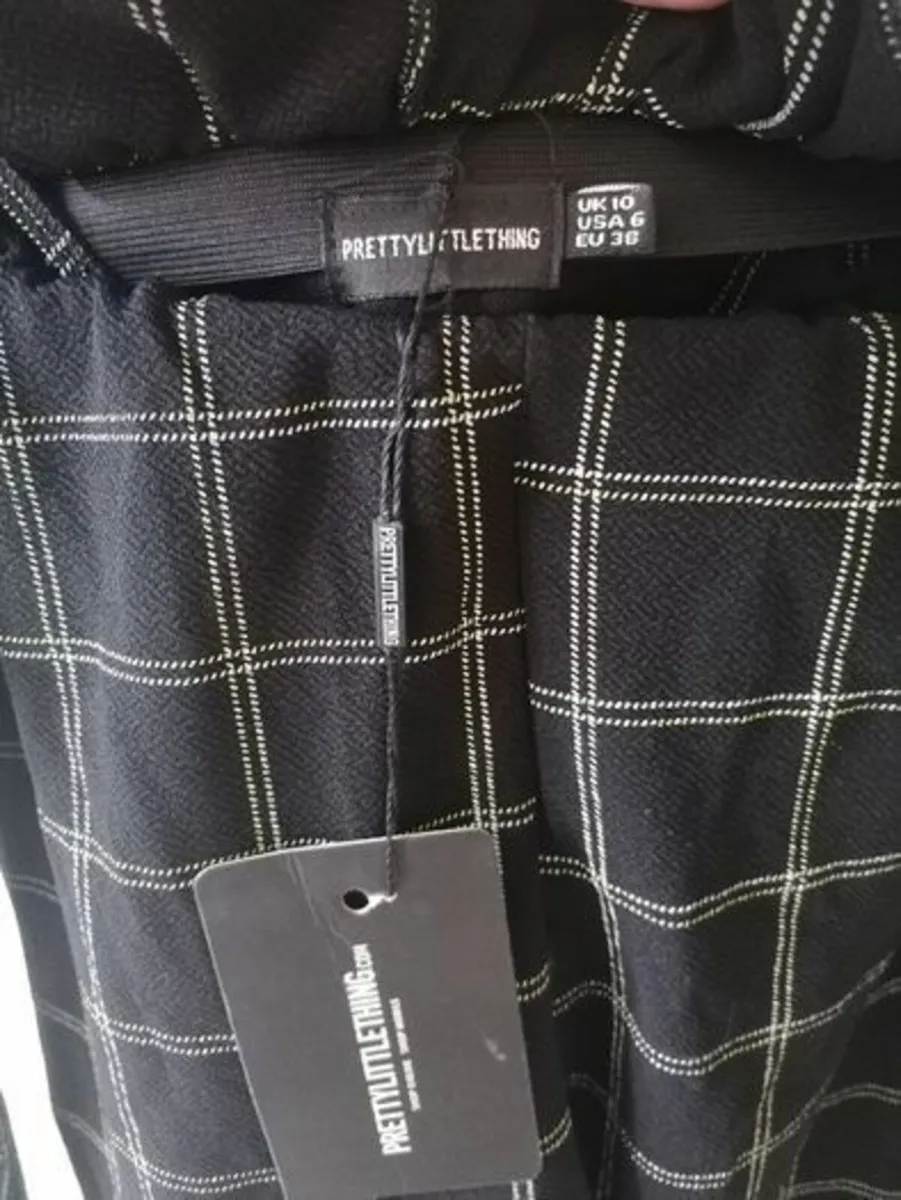 PRETTYLITTLETHING
UK 10
USA 6
EU 38
PRETTYLITTLETHING
PRETTYLITTLETHING.COM